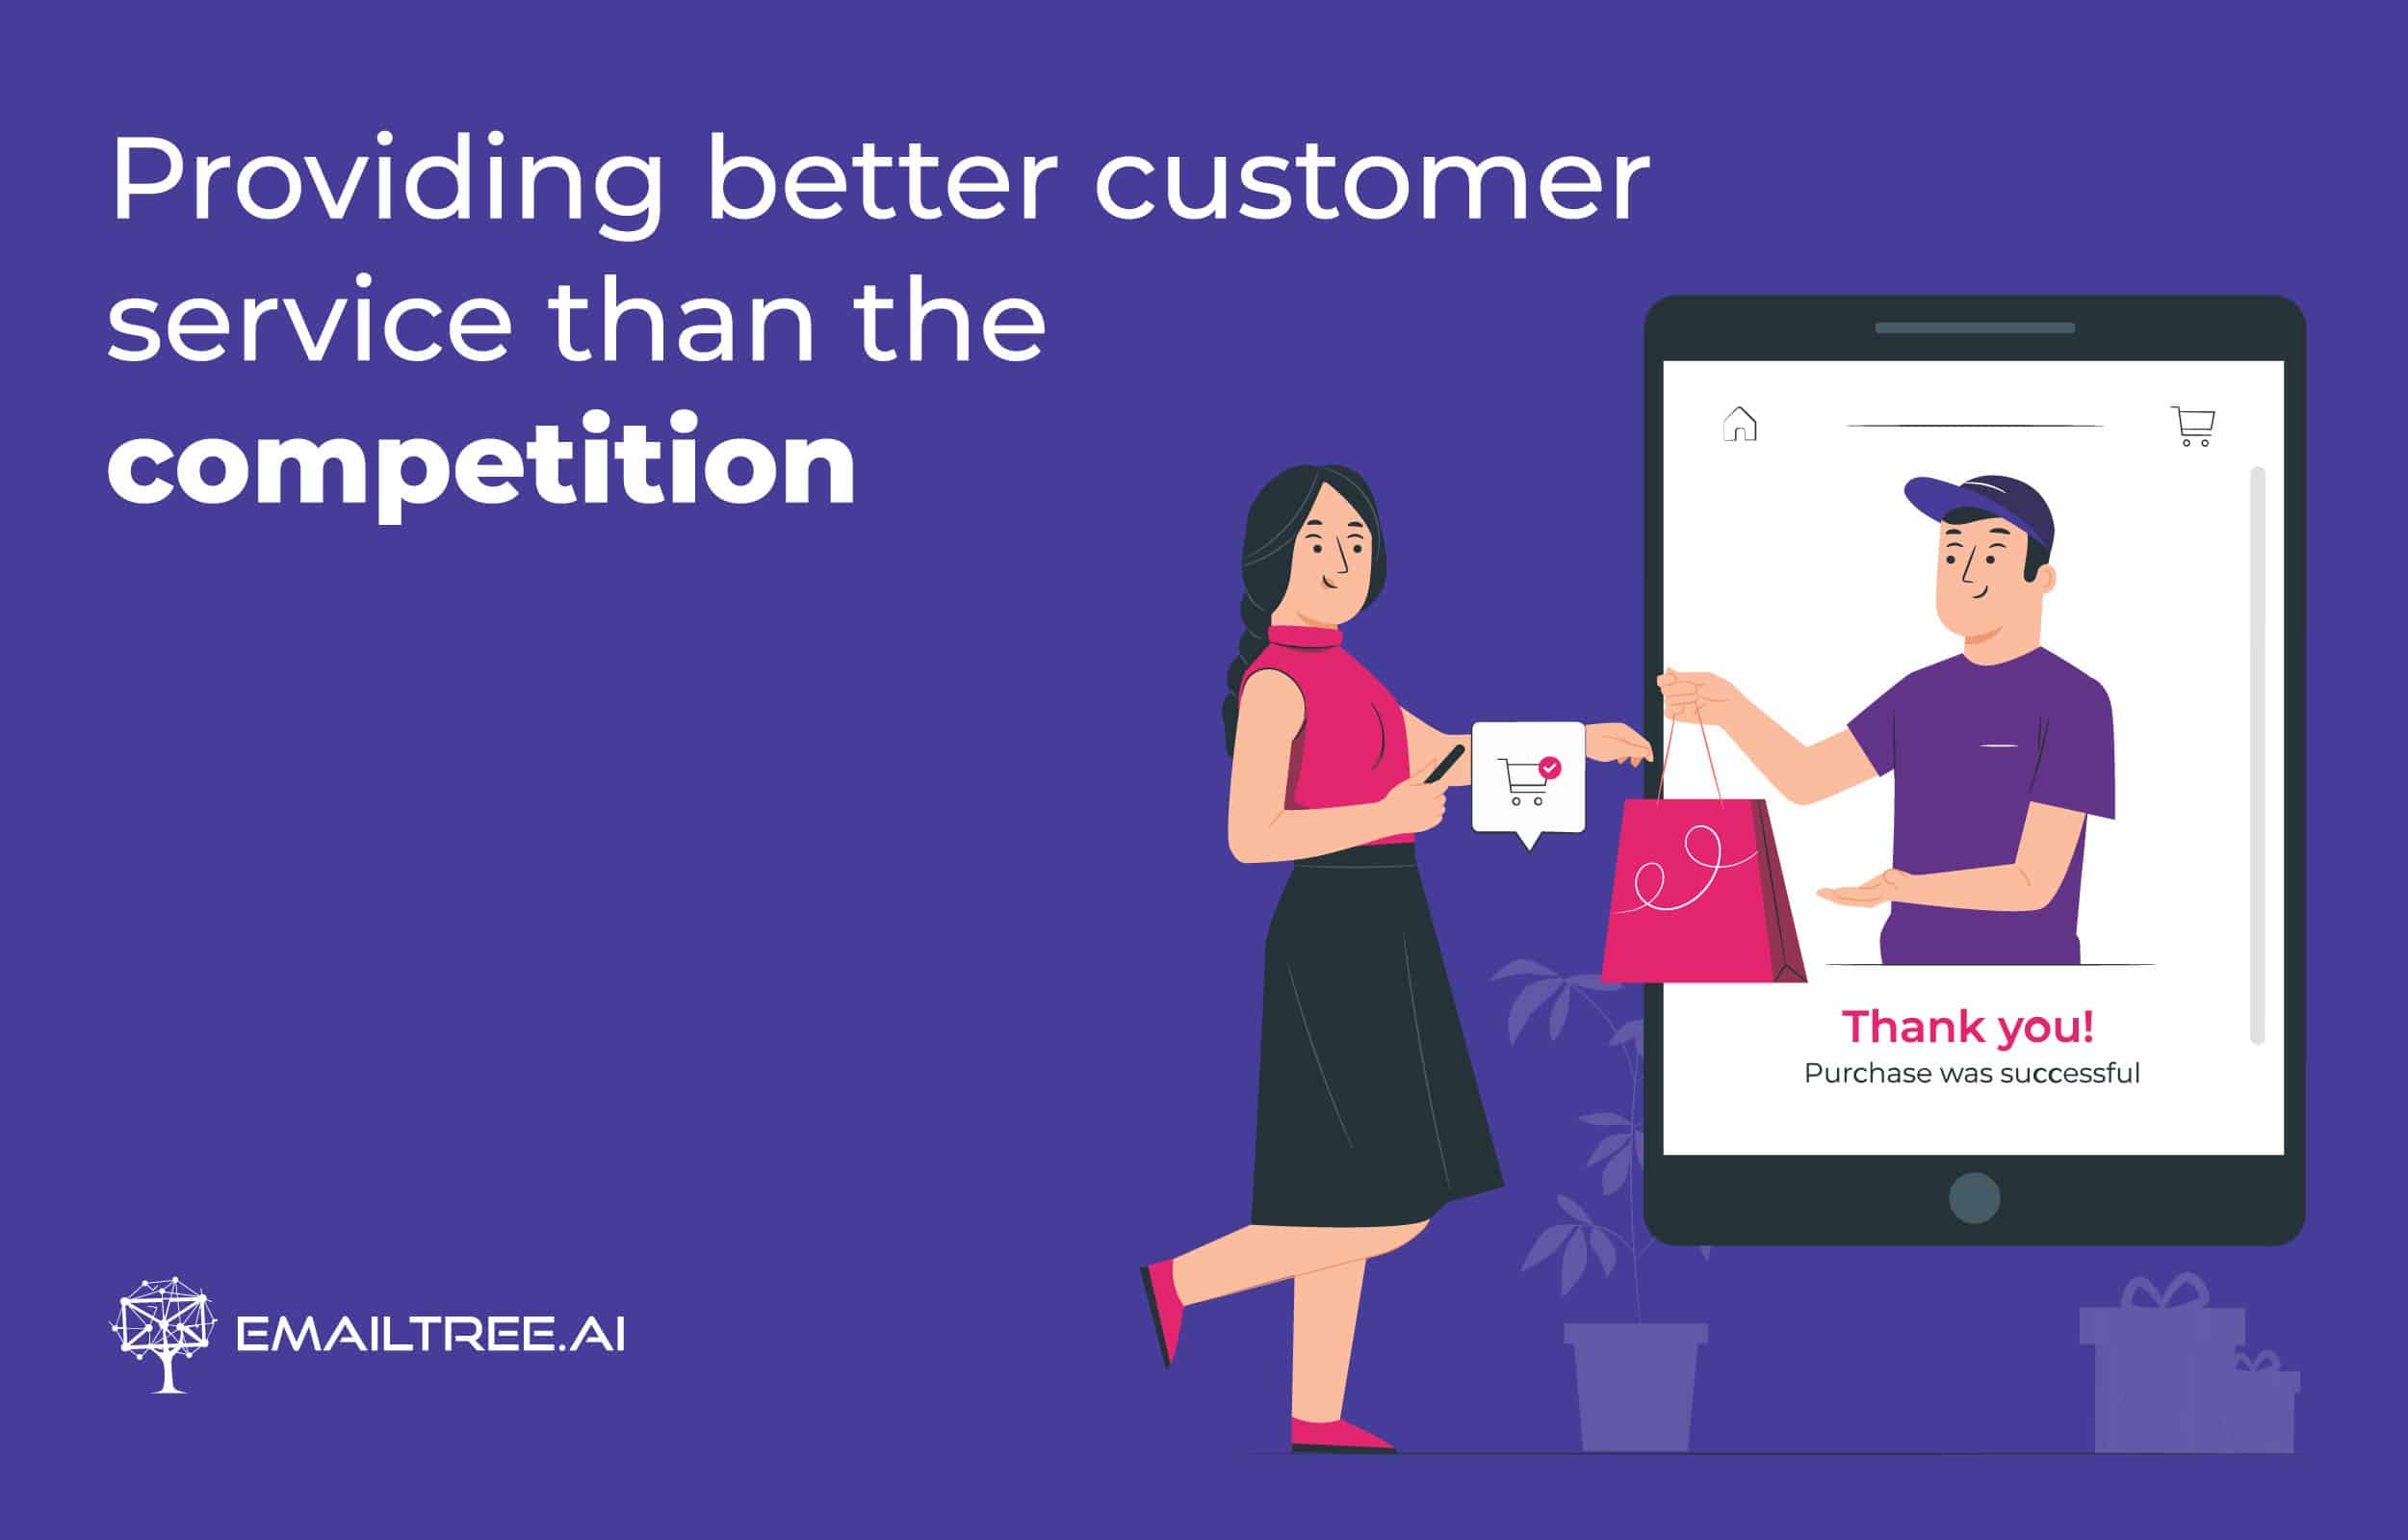 Providing better customer
service than the
competition
Thank you!
Purchase was successful
EMAILTREE.AI